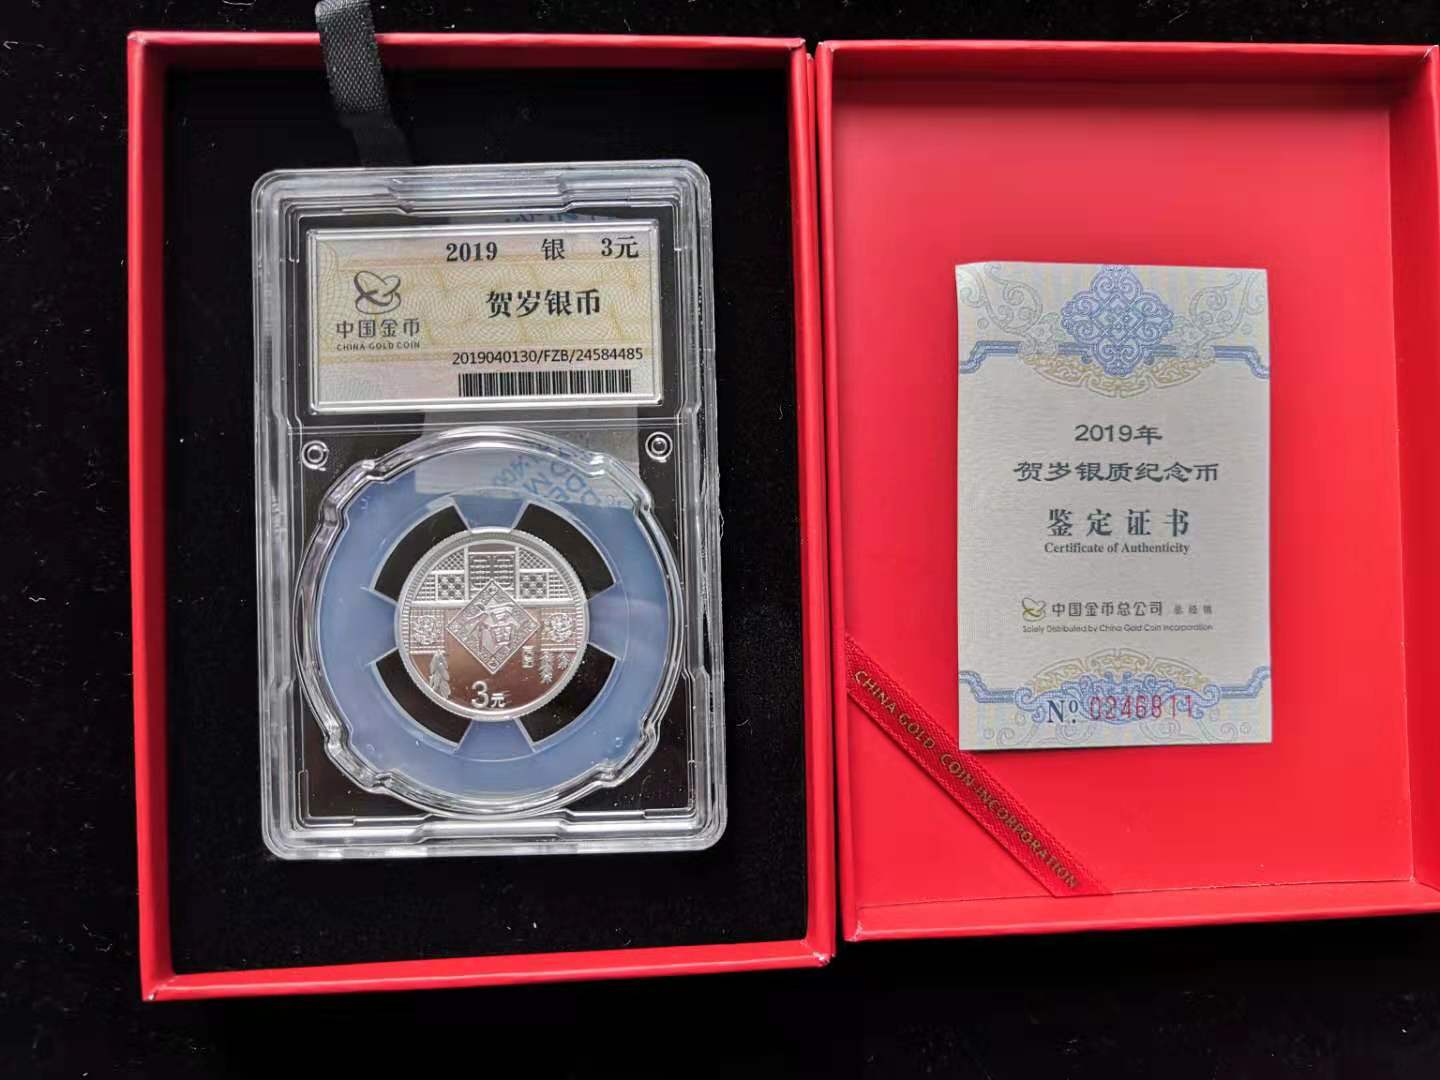 2019 银 3元
中国金币
CHINA GOLD COIN
贺岁银币
2019040130/FZB/24584485
福
3元
2019年
贺岁银质纪念币
鉴定证书
Certificate of Authenticity
中国金币总公司 总经销
Solely Distributed by China Gold Coin Incorporation
Nº. 0246811
CHINA GOLD COIN INCORPORATION